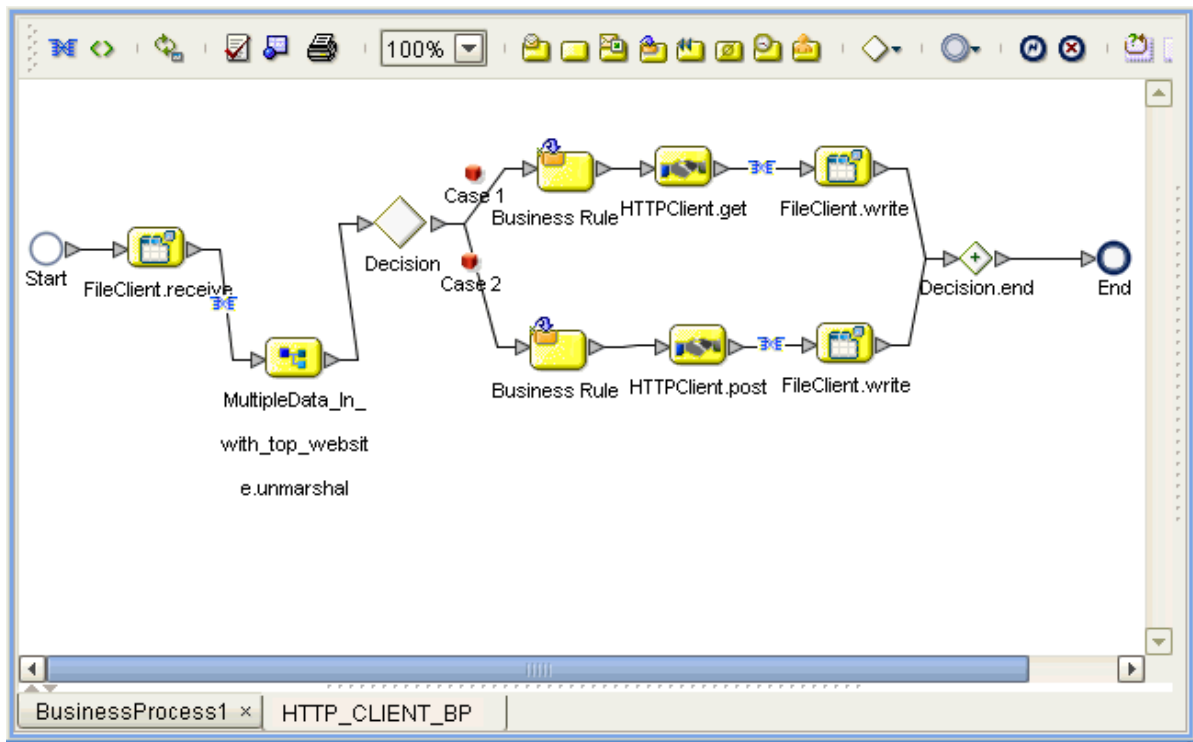 100%
Case 1
Business Rule
HTTPClient.get
FileClient.write
Start
FileClient.receive
Decision
Case 2
Decision.end
End
MultipleData_In_
with_top_websit
e.unmarshal
Business Rule
HTTPClient.post
FileClient.write
BusinessProcess1 ×
HTTP_CLIENT_BP